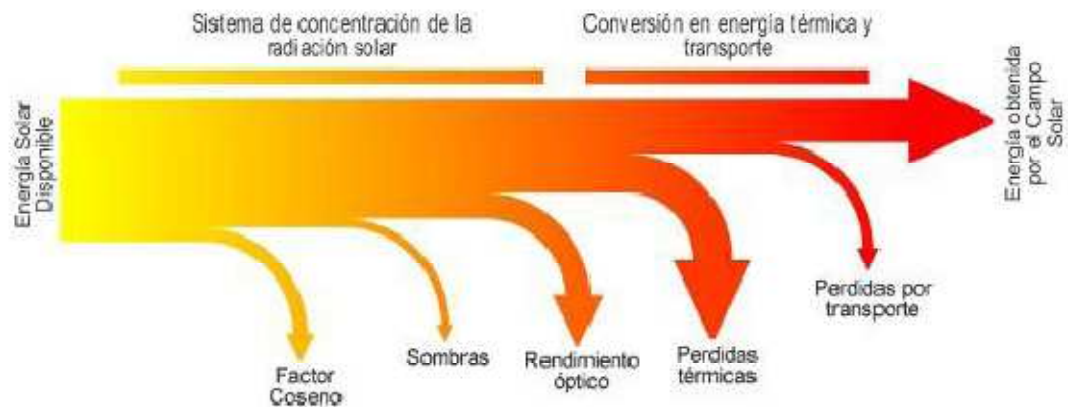 Sistema de concentración de la
radiación solar
Conversión en energía térmica y
transporte
Energía Solar
Disponible
Energía obtenida
por el Campo
Solar
Factor
Coseno
Sombras
Rendimiento
óptico
Perdidas
térmicas
Perdidas por
transporte